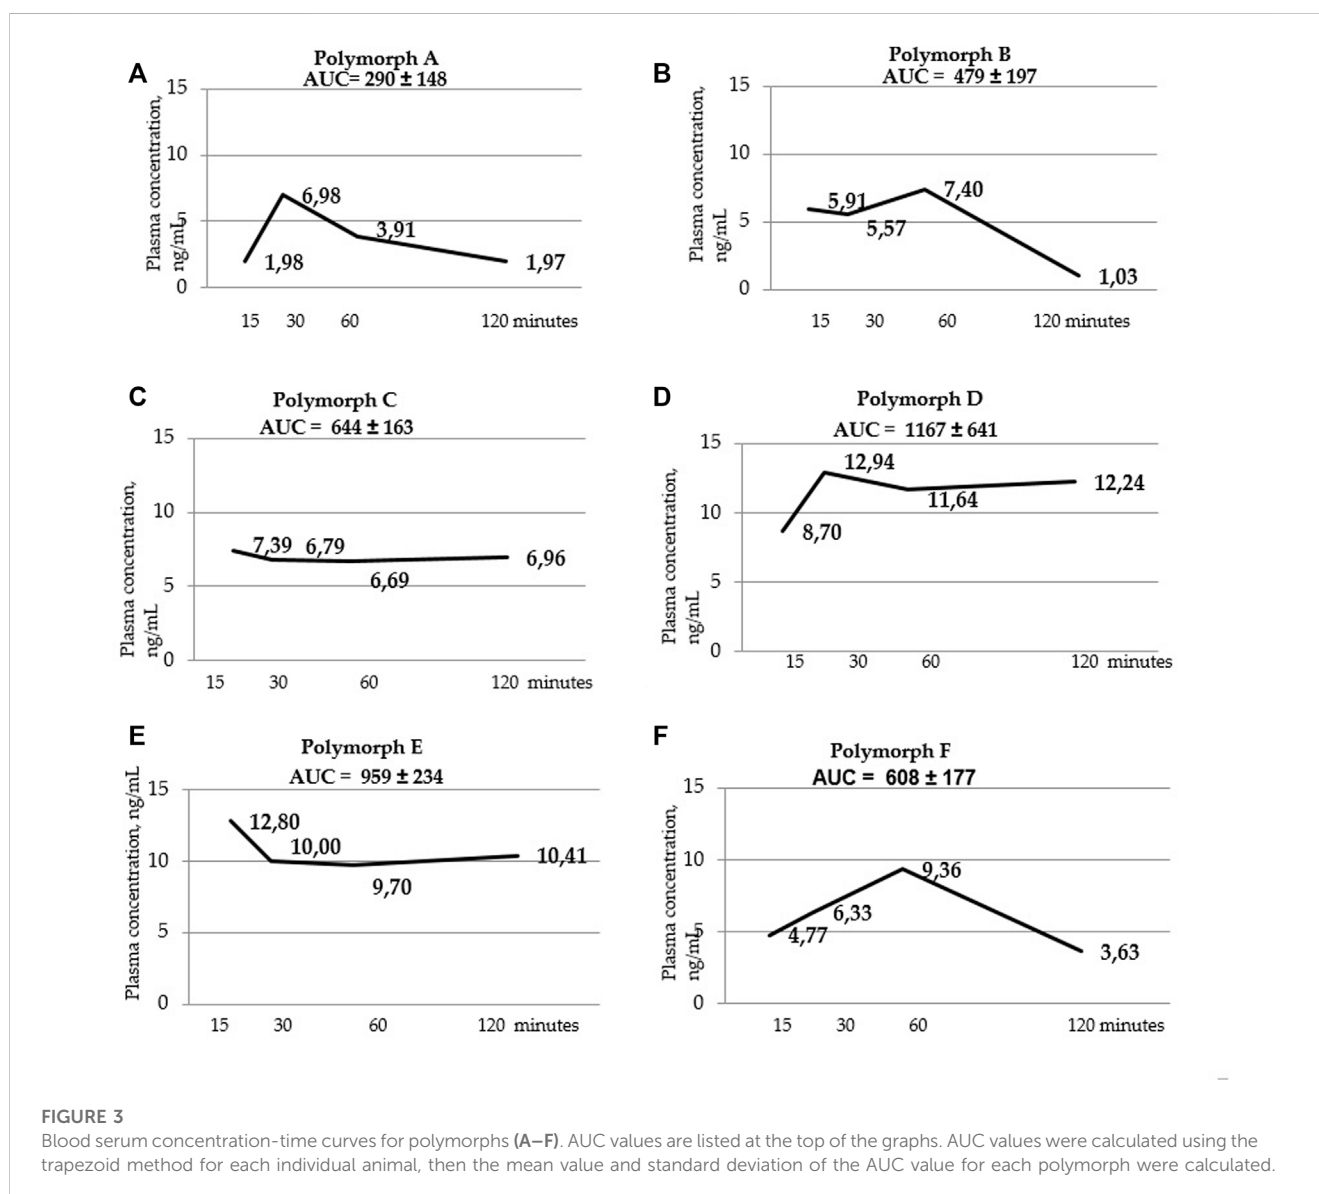 A
Polymorph A
AUC= 290 ± 148
Plasma concentration,
ng/mL
15
10
5
0
6,98
3,91
1,98
1,97
15 30 60 120 minutes
B
Polymorph B
AUC = 479 ± 197
Plasma concentration,
ng/mL
15
10
5
0
5,91
7,40
5,57
1,03
15 30 60 120 minutes
C
Polymorph C
AUC = 644 ± 163
Plasma concentration,
ng/mL
15
10
5
0
7,39 6,79
6,69
6,96
15 30 60 120 minutes
D
Polymorph D
AUC = 1167 ± 641
Plasma concentration,
ng/mL
15
10
5
0
12,94
12,24
11,64
8,70
15 30 60 120 minutes
E
Polymorph E
AUC = 959 ± 234
Plasma concentration, ng/mL
15
10
5
0
12,80
10,00
9,70
10,41
15 30 60 120 minutes
F
Polymorph F
AUC = 608 ± 177
Plasma concentration,
ng/mL
15
10
5
0
9,36
6,33
4,77
3,63
15 30 60 120 minutes
FIGURE 3
Blood serum concentration-time curves for polymorphs (A–F). AUC values are listed at the top of the graphs. AUC values were calculated using the
trapezoid method for each individual animal, then the mean value and standard deviation of the AUC value for each polymorph were calculated.